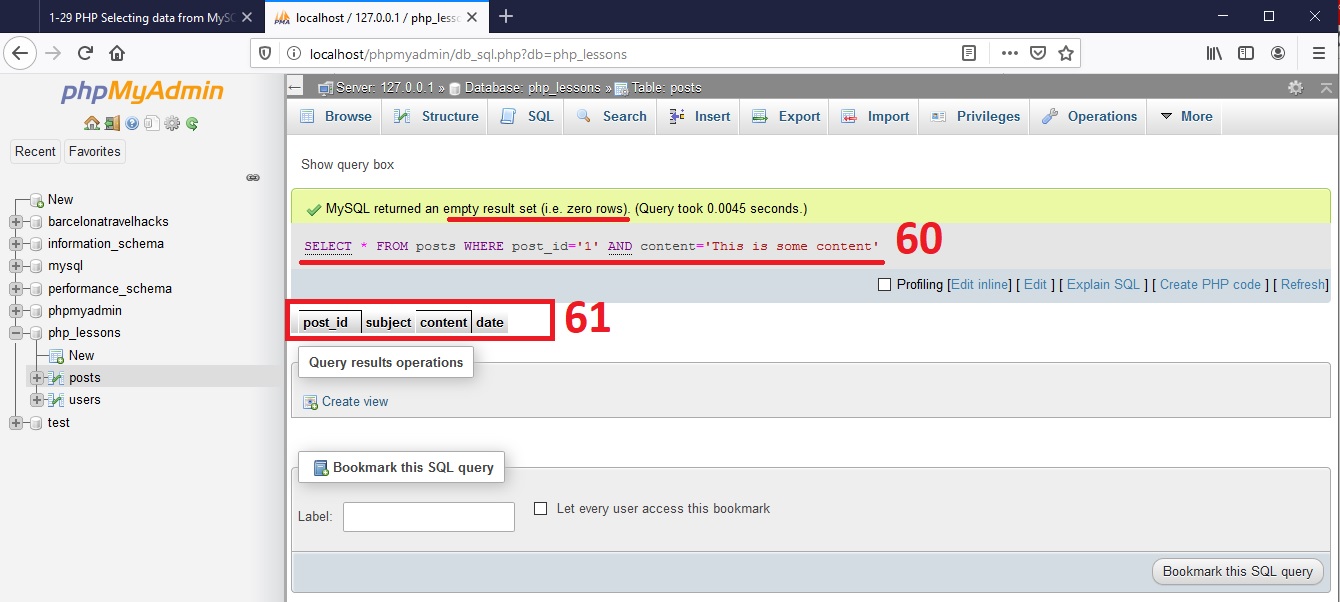 1-29 PHP Selecting data from MyS
localhost / 127.0.0.1 / php_less
localhost/phpmyadmin/db_sql.php?db=php_lessons
phpMyAdmin
Recent Favorites
New
barcelonatravelhacks
information_schema
mysql
performance_schema
phpmyadmin
php_lessons
New
posts
users
test
Server: 127.0.0.1 » Database: php_lessons » Table: posts
Browse Structure SQL Search Insert Export Import Privileges Operations More
Show query box
MySQL returned an empty result set (i.e. zero rows). (Query took 0.0045 seconds.)
SELECT * FROM posts WHERE post_id='1' AND content='This is some content'
60
Profiling [Edit inline] [ Edit ] [ Explain SQL ] [ Create PHP code ] [ Refresh]
post_id subject content date
61
Query results operations
Create view
Bookmark this SQL query
Label:
Let every user access this bookmark
Bookmark this SQL query